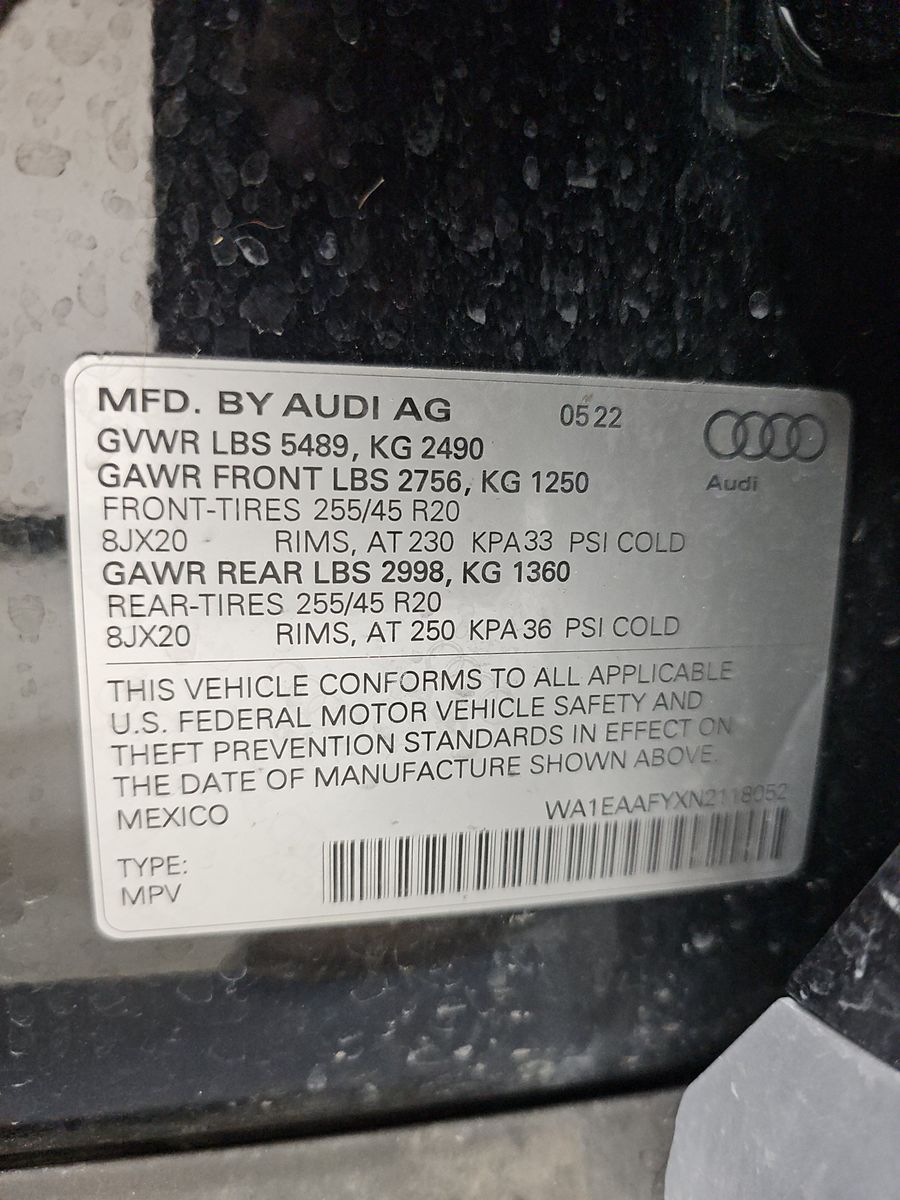 MFD. BY AUDI AG 05 22
GVWR LBS 5489, KG 2490
GAWR FRONT LBS 2756, KG 1250
Audi
FRONT-TIRES 255/45 R20
8JX20 RIMS, AT 230 KPA 33 PSI COLD
GAWR REAR LBS 2998, KG 1360
REAR-TIRES 255/45 R20
8JX20 RIMS, AT 250 KPA 36 PSI COLD
THIS VEHICLE CONFORMS TO ALL APPLICABLE
U.S. FEDERAL MOTOR VEHICLE SAFETY AND
THEFT PREVENTION STANDARDS IN EFFECT ON
THE DATE OF MANUFACTURE SHOWN ABOVE.
MEXICO WA1EAAFYXN2118052
TYPE:
MPV